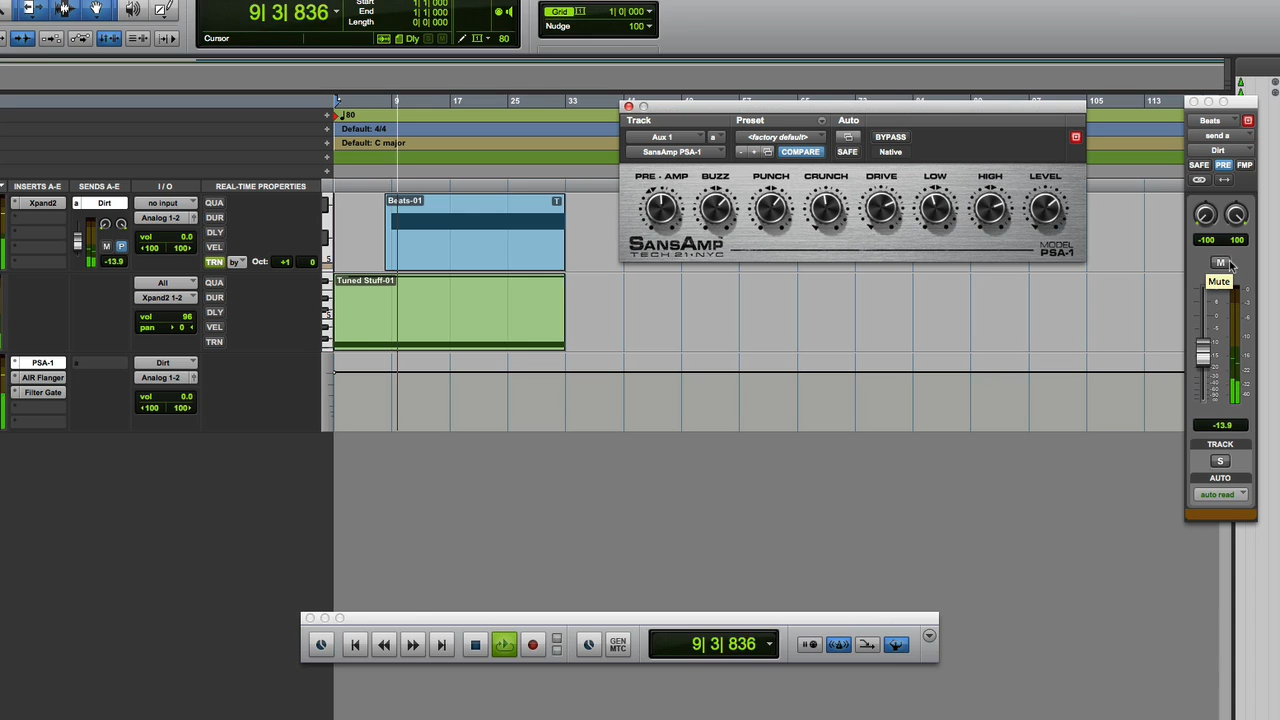 9| 3| 836
Start
End
Length
1| 1| 000
1| 1| 000
0| 0| 000
Cursor
Dly
80
Grid
1| 0| 000
Nudge
100
9
17
25
33
105
113
80
Default: 4/4
Default: C major
INSERTS A-E
SENDS A-E
I / O
REAL-TIME PROPERTIES
Xpand2
a
Dirt
no input
Analog 1-2
vol
0.0
‹100
100›
M
P
-13.9
QUA
DUR
DLY
VEL
TRN
by
Oct:
+1
0
Beats-01
T
All
Xpand2 1-2
vol
96
pan
0
QUA
DUR
DLY
VEL
TRN
Tuned Stuff-01
PSA-1
AIR Flanger
Filter Gate
a
Dirt
Analog 1-2
vol
0.0
‹100
100›
Track
Preset
Auto
Aux 1
a
<factory default>
BYPASS
SansAmp PSA-1
-
+
COMPARE
SAFE
Native
PRE - AMP
BUZZ
PUNCH
CRUNCH
DRIVE
LOW
HIGH
LEVEL
SANSAMP
TECH 21 • NYC
MODEL
PSA-1
Beats
send a
Dirt
SAFE
PRE
FMP
-100
100
M
Mute
-13.9
TRACK
S
AUTO
auto read
GEN
MTC
9| 3| 836